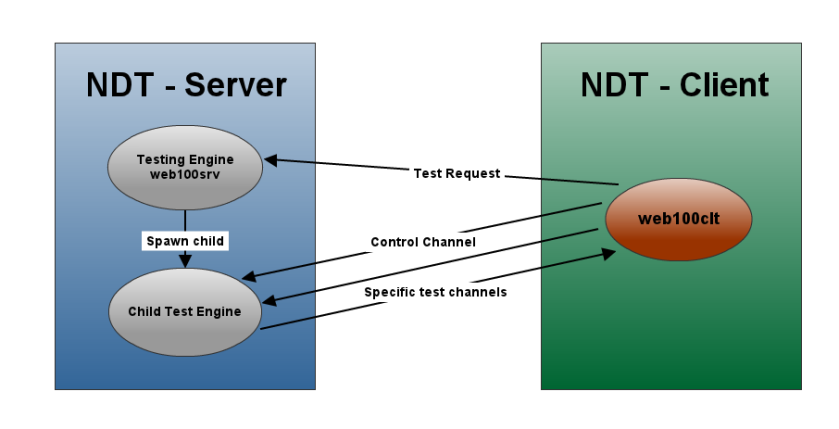 NDT - Server
NDT - Client
Testing Engine
web100srv
Test Request
web100clt
Spawn child
Control Channel
Specific test channels
Child Test Engine